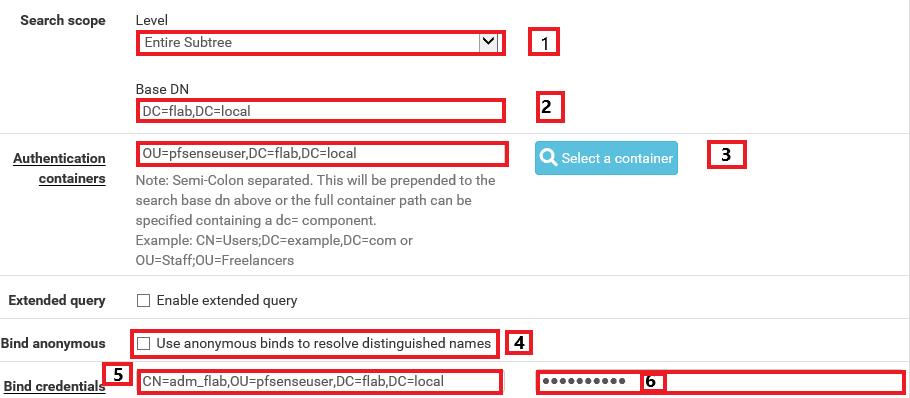 Search scope
Level
Entire Subtree
1
Base DN
DC=flab,DC=local
2
Authentication containers
OU=pfsenseuser,DC=flab,DC=local
Select a container
3
Note: Semi-Colon separated. This will be prepended to the
search base dn above or the full container path can be
specified containing a dc= component.
Example: CN=Users;DC=example,DC=com or
OU=Staff;OU=Freelancers
Extended query
Enable extended query
Bind anonymous
Use anonymous binds to resolve distinguished names
4
5
Bind credentials
CN=adm_flab,OU=pfsenseuser,DC=flab,DC=local
●●●●●●●●●●
6